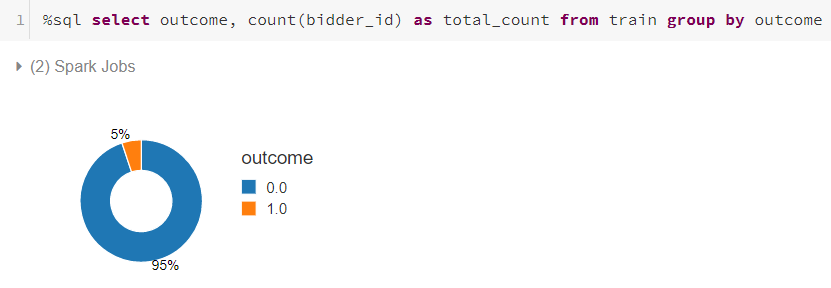 1 %sql select outcome, count(bidder_id) as total_count from train group by outcome
(2) Spark Jobs
5%
outcome
0.0
1.0
95%